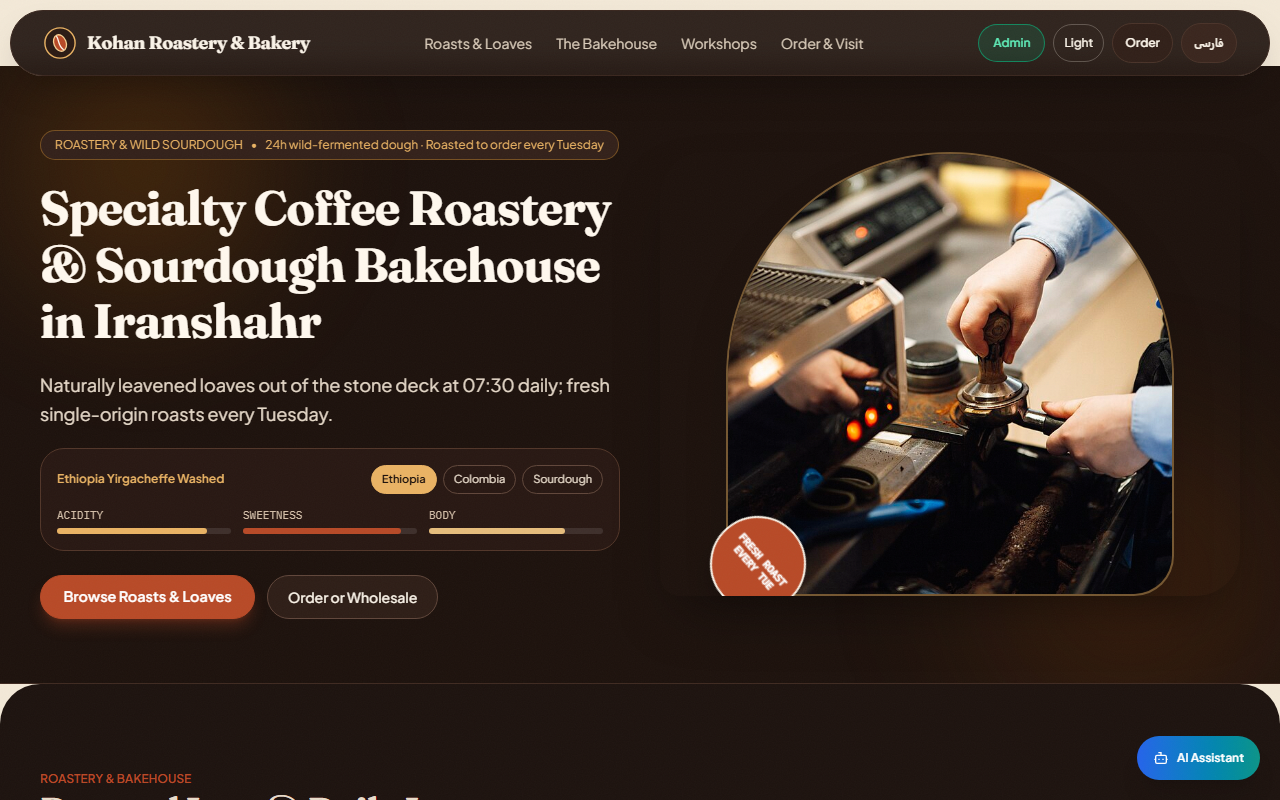 Kohan Roastery & Bakery
Roasts & Loaves
The Bakehouse
Workshops
Order & Visit
Admin
Light
Order
فارسی
ROASTERY & WILD SOURDOUGH • 24h wild-fermented dough · Roasted to order every Tuesday
Specialty Coffee Roastery
& Sourdough Bakehouse
in Iranshahr
Naturally leavened loaves out of the stone deck at 07:30 daily; fresh
single-origin roasts every Tuesday.
Ethiopia Yirgacheffe Washed
Ethiopia
Colombia
Sourdough
ACIDITY
SWEETNESS
BODY
Browse Roasts & Loaves
Order or Wholesale
FRESH ROAST
EVERY TUE
ROASTERY & BAKEHOUSE
AI Assistant